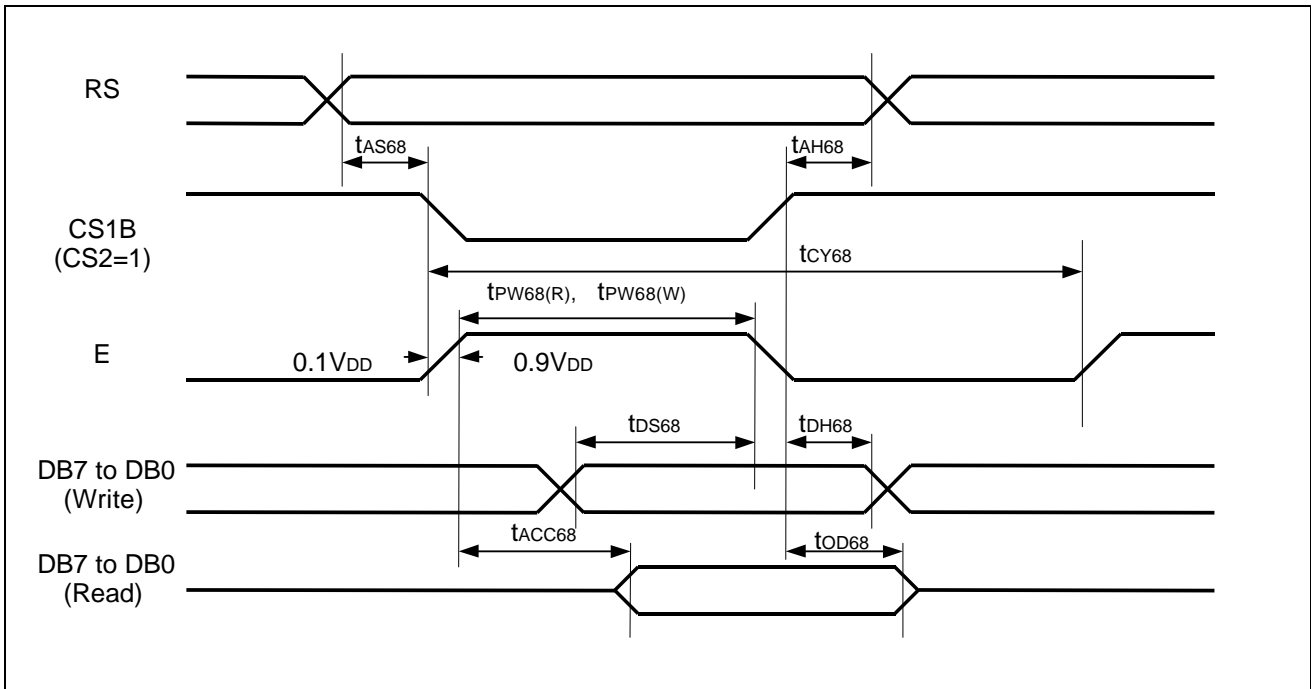 RS
tAS68 tAH68
CS1B
(CS2=1)
tCY68
tPW68(R), tPW68(W)
E
0.1VDD 0.9VDD
tDS68 tDH68
DB7 to DB0
(Write)
tACC68 tOD68
DB7 to DB0
(Read)